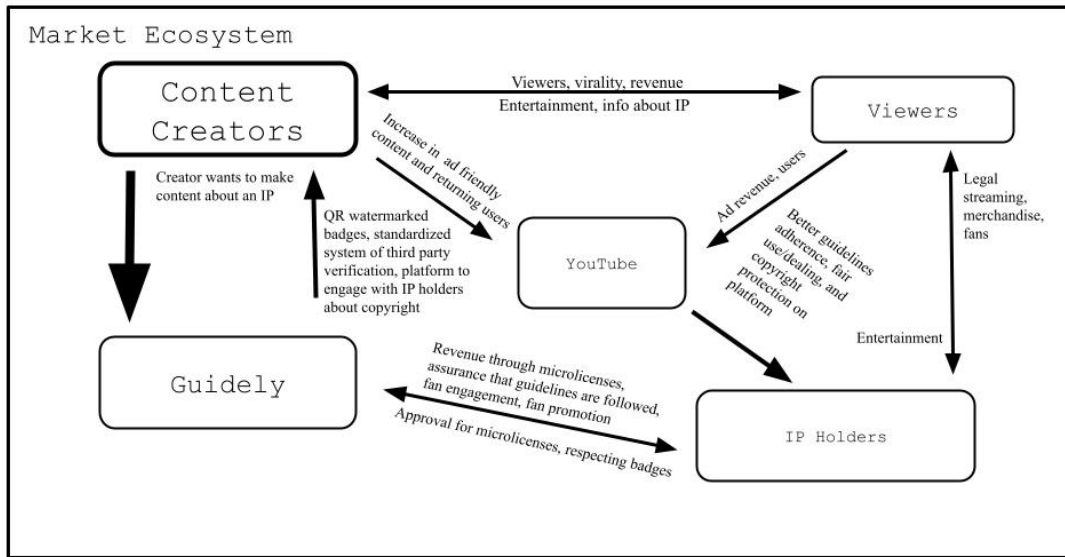 Market Ecosystem
Content
Creators
Viewers, virality, revenue
Entertainment, info about IP
Viewers
Creator wants to make
content about an IP
Increase in ad friendly
content and returning users
Ad revenue, users
Legal
streaming,
merchandise,
fans
QR watermarked
badges, standardized
system of third party
verification, platform to
engage with IP holders
about copyright
YouTube
Better guidelines
adherence, fair
use/dealing, and
copyright
protection on
platform
Entertainment
Guidely
Revenue through microlicenses,
assurance that guidelines are followed,
fan engagement, fan promotion
Approval for microlicenses, respecting badges
IP Holders